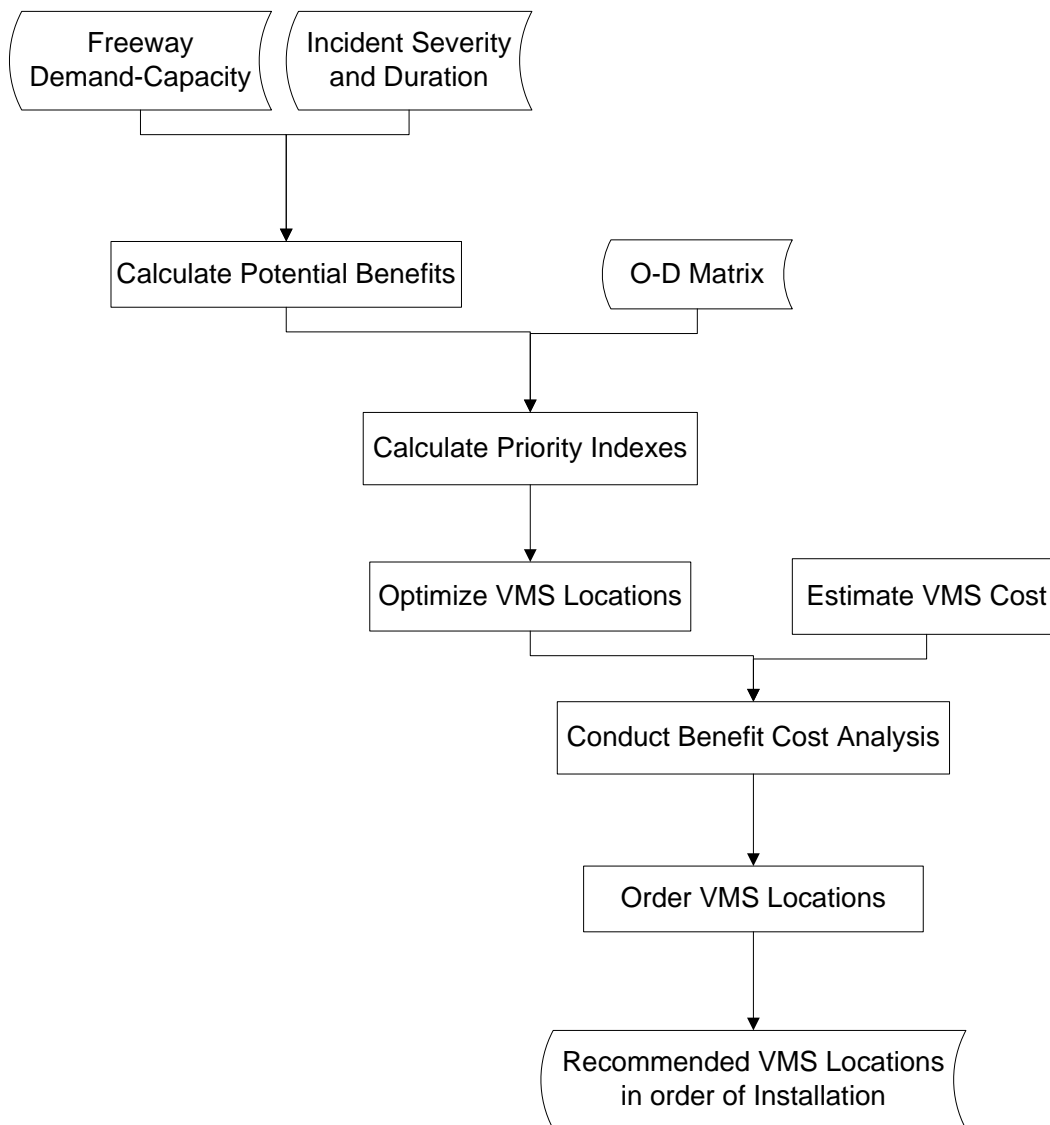 Freeway
Demand-Capacity
Incident Severity
and Duration
Calculate Potential Benefits
O-D Matrix
Calculate Priority Indexes
Optimize VMS Locations
Estimate VMS Cost
Conduct Benefit Cost Analysis
Order VMS Locations
Recommended VMS Locations
in order of Installation